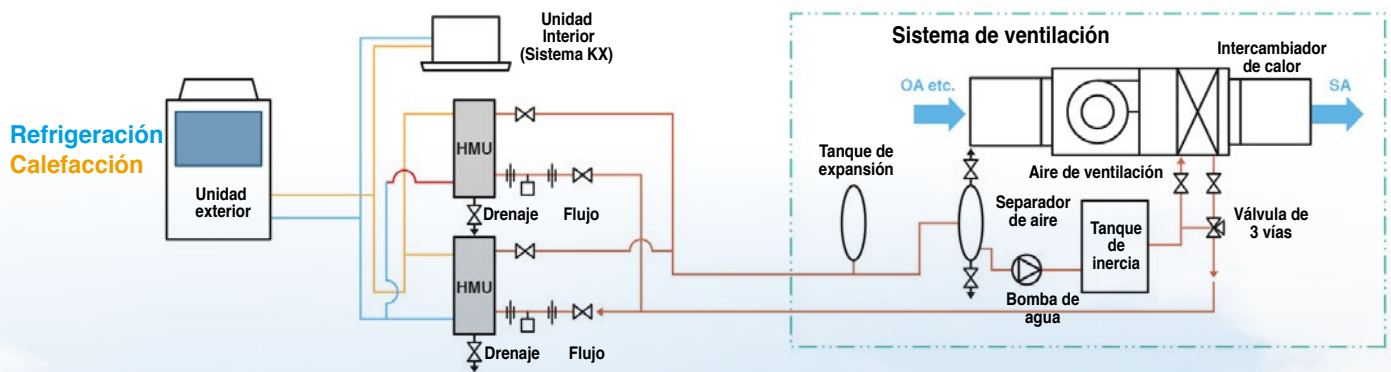 Unidad
Interior
(Sistema KX)
Sistema de ventilación
Intercambiador
de calor
OA etc.
SA
Refrigeración
Calefacción
Unidad
exterior
HMU
Tanque de
expansión
Aire de ventilación
Drenaje
Flujo
Separador
de aire
Tanque
de
inercia
Válvula de
3 vías
HMU
Bomba de
agua
Drenaje
Flujo